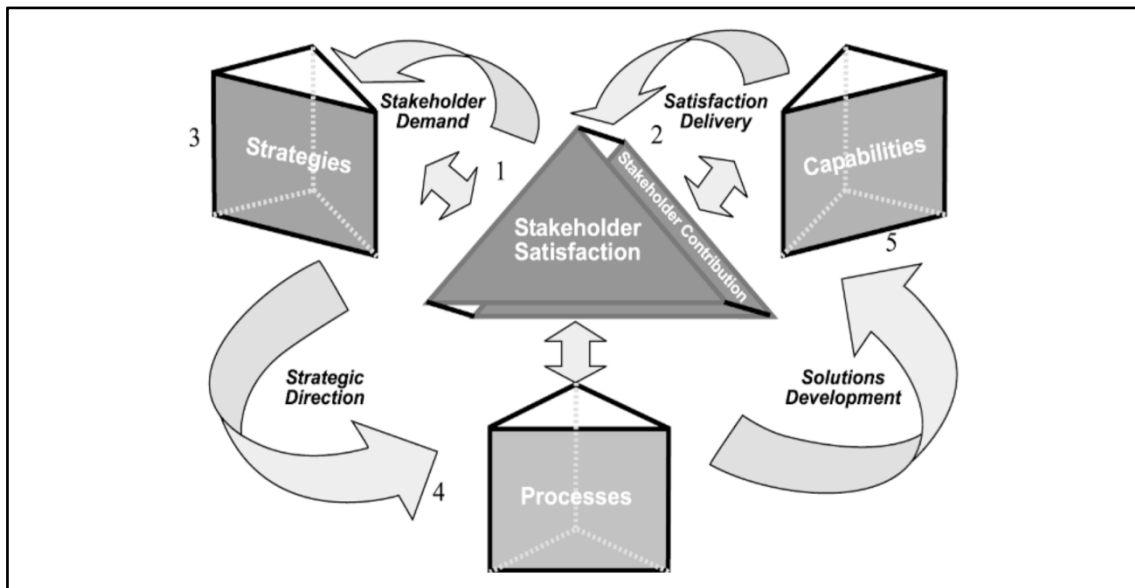 Stakeholder
Demand
Satisfaction
Delivery
3
Strategies
1
2
Capabilities
Stakeholder
Satisfaction
Stakeholder Contribution
5
Strategic
Direction
Solutions
Development
4
Processes